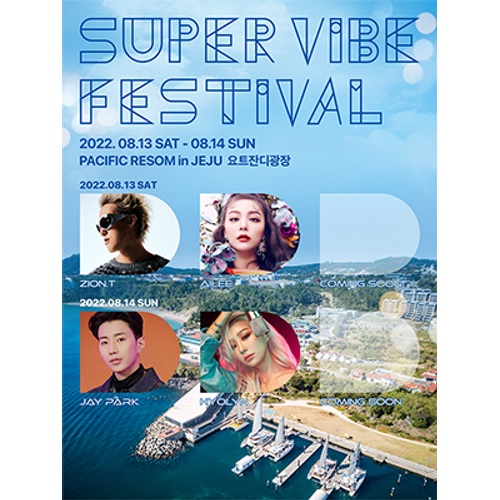 SUPER ViBE
FESTiVAL
2022. 08.13 SAT - 08.14 SUN
PACIFIC RESOM in JEJU 요트잔디광장
2022.08.13 SAT
ZION.T AILEE COMING SOON
2022.08.14 SUN
JAY PARK HYOLYN COMING SOON